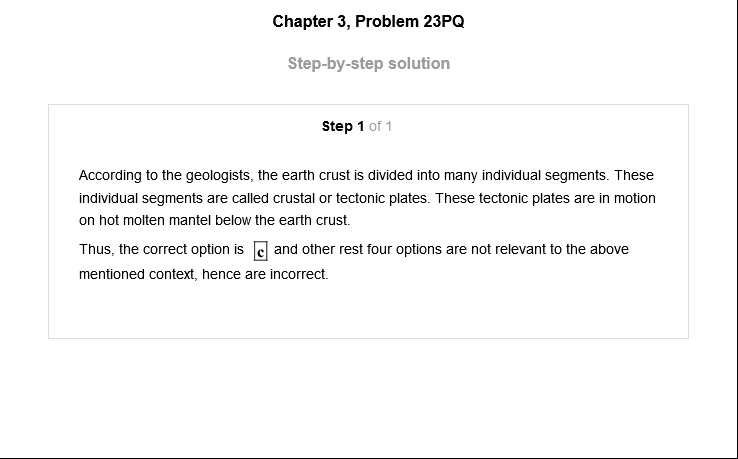 Chapter 3, Problem 23PQ
Step-by-step solution
Step 1 of 1
According to the geologists, the earth crust is divided into many individual segments. These
individual segments are called crustal or tectonic plates. These tectonic plates are in motion
on hot molten mantel below the earth crust.
Thus, the correct option is c and other rest four options are not relevant to the above
mentioned context, hence are incorrect.